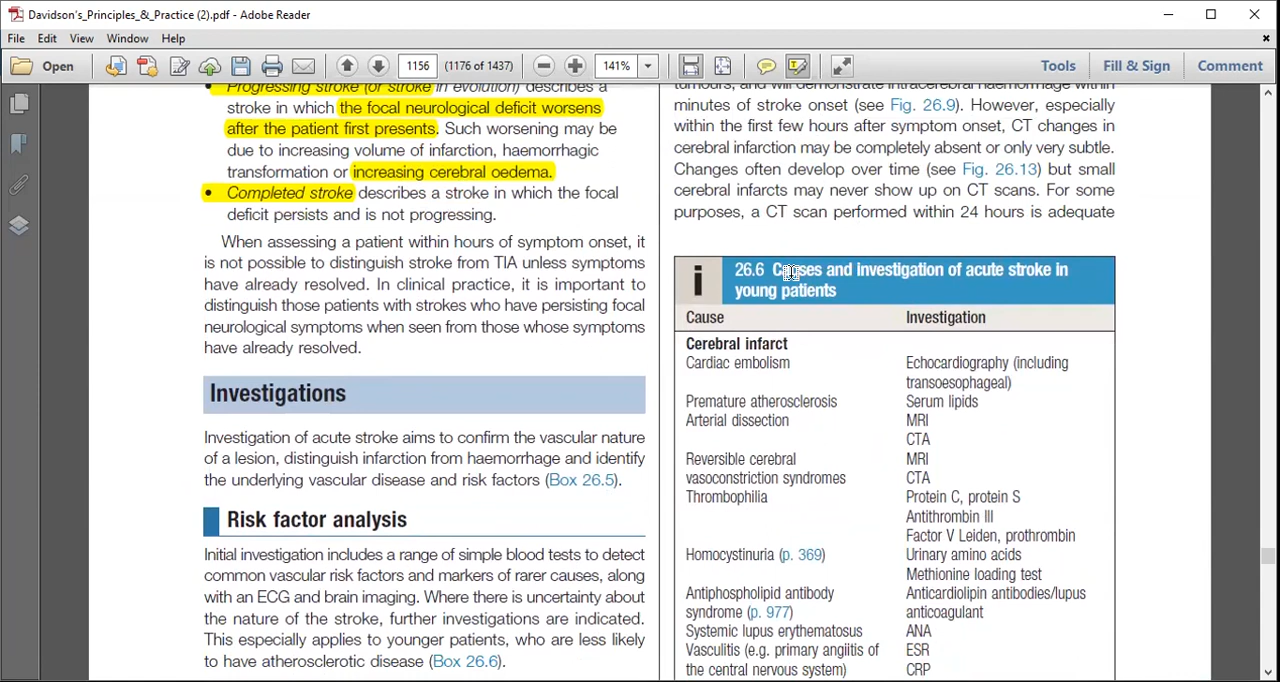 Davidson's_Principles_&_Practice (2).pdf - Adobe Reader
File Edit View Window Help
Open 1156 (1176 of 1437) 141% Tools Fill & Sign Comment
• Progressing stroke (or stroke in evolution) describes a
stroke in which the focal neurological deficit worsens
after the patient first presents. Such worsening may be
due to increasing volume of infarction, haemorrhagic
transformation or increasing cerebral oedema.
• Completed stroke describes a stroke in which the focal
deficit persists and is not progressing.
When assessing a patient within hours of symptom onset, it
is not possible to distinguish stroke from TIA unless symptoms
have already resolved. In clinical practice, it is important to
distinguish those patients with strokes who have persisting focal
neurological symptoms when seen from those whose symptoms
have already resolved.
Investigations
Investigation of acute stroke aims to confirm the vascular nature
of a lesion, distinguish infarction from haemorrhage and identify
the underlying vascular disease and risk factors (Box 26.5).
Risk factor analysis
Initial investigation includes a range of simple blood tests to detect
common vascular risk factors and markers of rarer causes, along
with an ECG and brain imaging. Where there is uncertainty about
the nature of the stroke, further investigations are indicated.
This especially applies to younger patients, who are less likely
to have atherosclerotic disease (Box 26.6).
tumours, and will demonstrate intracerebral haemorrhage within
minutes of stroke onset (see Fig. 26.9). However, especially
within the first few hours after symptom onset, CT changes in
cerebral infarction may be completely absent or only very subtle.
Changes often develop over time (see Fig. 26.13) but small
cerebral infarcts may never show up on CT scans. For some
purposes, a CT scan performed within 24 hours is adequate
i 26.6 Causes and investigation of acute stroke in
young patients
Cause Investigation
Cerebral infarct
Cardiac embolism Echocardiography (including
transoesophageal)
Premature atherosclerosis Serum lipids
Arterial dissection MRI
CTA
Reversible cerebral MRI
vasoconstriction syndromes CTA
Thrombophilia Protein C, protein S
Antithrombin III
Factor V Leiden, prothrombin
Homocystinuria (p. 369) Urinary amino acids
Methionine loading test
Antiphospholipid antibody Anticardiolipin antibodies/lupus
syndrome (p. 977) anticoagulant
Systemic lupus erythematosus ANA
Vasculitis (e.g. primary angiitis of ESR
the central nervous system) CRP